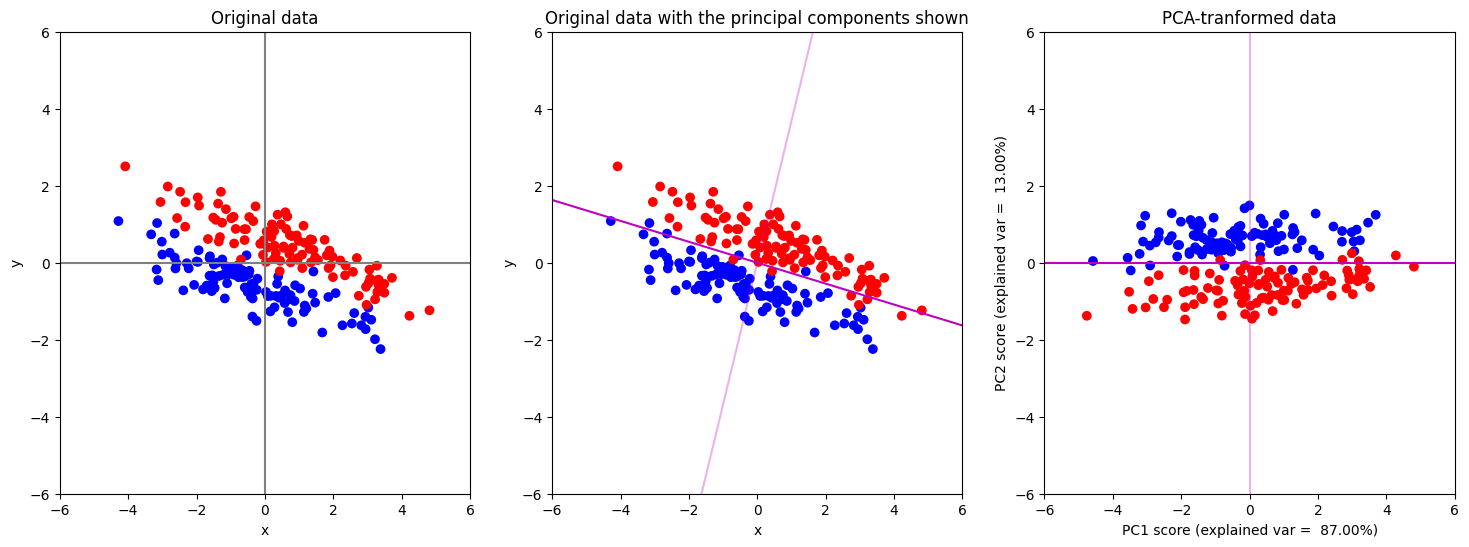 Original data
6
4
2
0
−2
−4
−6
−6 −4 −2 0 2 4 6
x
y
Original data with the principal components shown
6
4
2
0
−2
−4
−6
−6 −4 −2 0 2 4 6
x
y
PCA-tranformed data
6
4
2
0
−2
−4
−6
−6 −4 −2 0 2 4 6
PC1 score (explained var =  87.00%)
PC2 score (explained var =  13.00%)